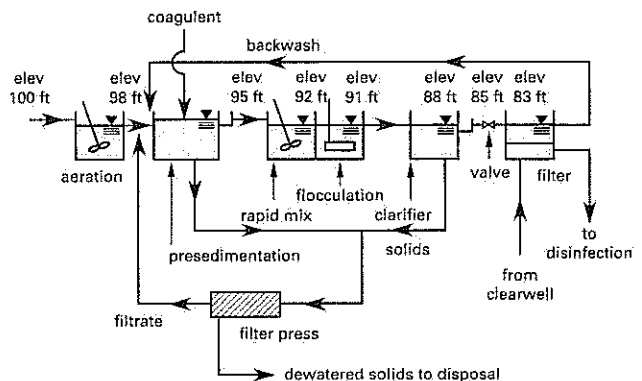 coagulent
backwash
elev
100 ft
elev
98 ft
elev
95 ft
elev
92 ft
elev
91 ft
elev
88 ft
elev
85 ft
elev
83 ft
aeration
flocculation
valve
filter
rapid mix
clarifier
presedimentation
solids
to
disinfection
from
clearwell
filtrate
filter press
dewatered solids to disposal